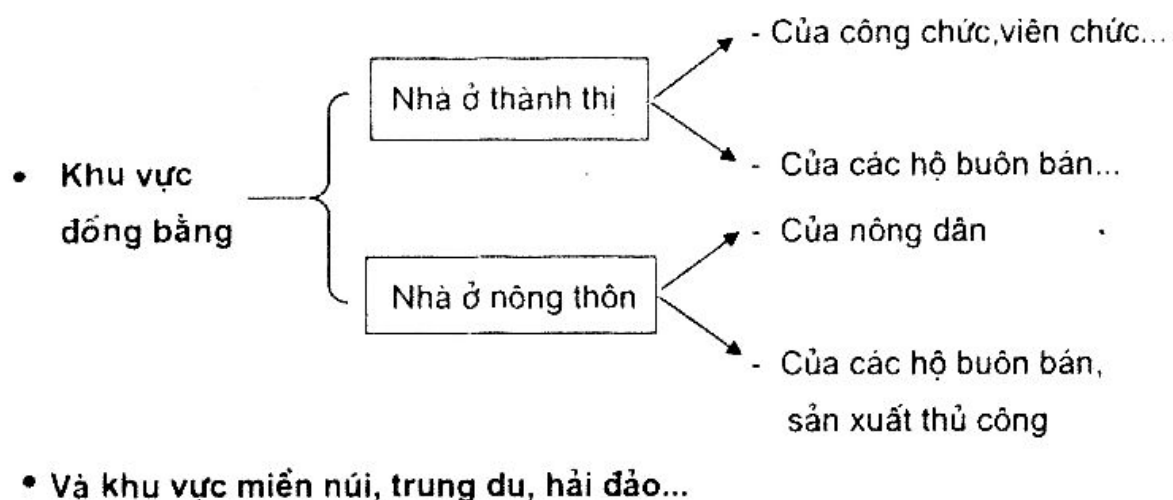 - Của công chức,viên chức...
Nhà ở thành thị
- Của các hộ buôn bán...
• Khu vực
đồng bằng
- Của nông dân
Nhà ở nông thôn
- Của các hộ buôn bán,
sản xuất thủ công
• Và khu vực miền núi, trung du, hải đảo...